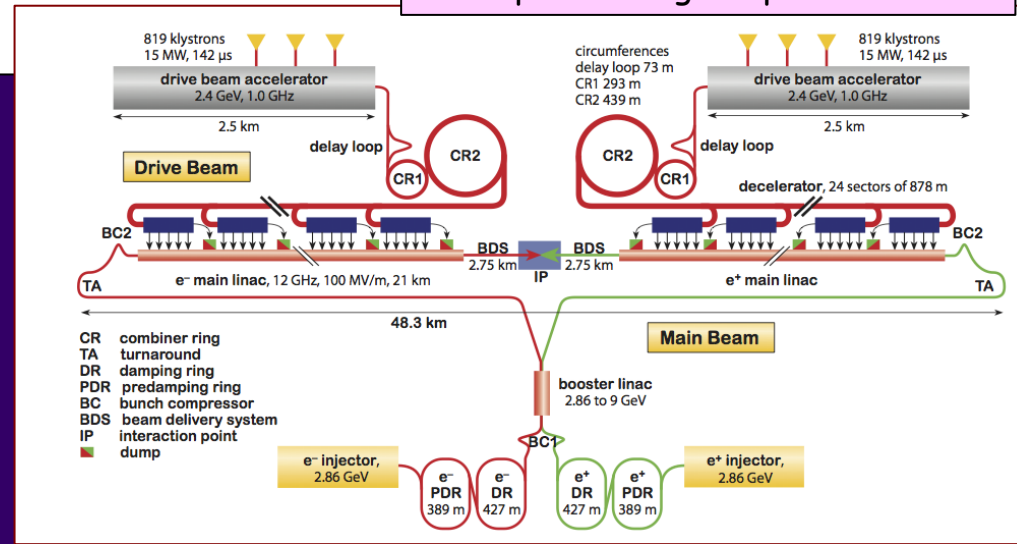 819 klystrons
15 MW, 142 µs
drive beam accelerator
2.4 GeV, 1.0 GHz
2.5 km
delay loop
CR2
CR1
Drive Beam
circumferences
delay loop 73 m
CR1 293 m
CR2 439 m
819 klystrons
15 MW, 142 µs
drive beam accelerator
2.4 GeV, 1.0 GHz
2.5 km
CR2
delay loop
CR1
decelerator, 24 sectors of 878 m
BC2
BDS
2.75 km
IP
BDS
2.75 km
BC2
TA
e– main linac, 12 GHz, 100 MV/m, 21 km
e+ main linac
TA
48.3 km
Main Beam
CR combiner ring
TA turnaround
DR damping ring
PDR predamping ring
BC bunch compressor
BDS beam delivery system
IP interaction point
dump
booster linac
2.86 to 9 GeV
BC1
e– injector,
2.86 GeV
e–
PDR
389 m
e–
DR
427 m
e+
DR
427 m
e+
PDR
389 m
e+ injector,
2.86 GeV